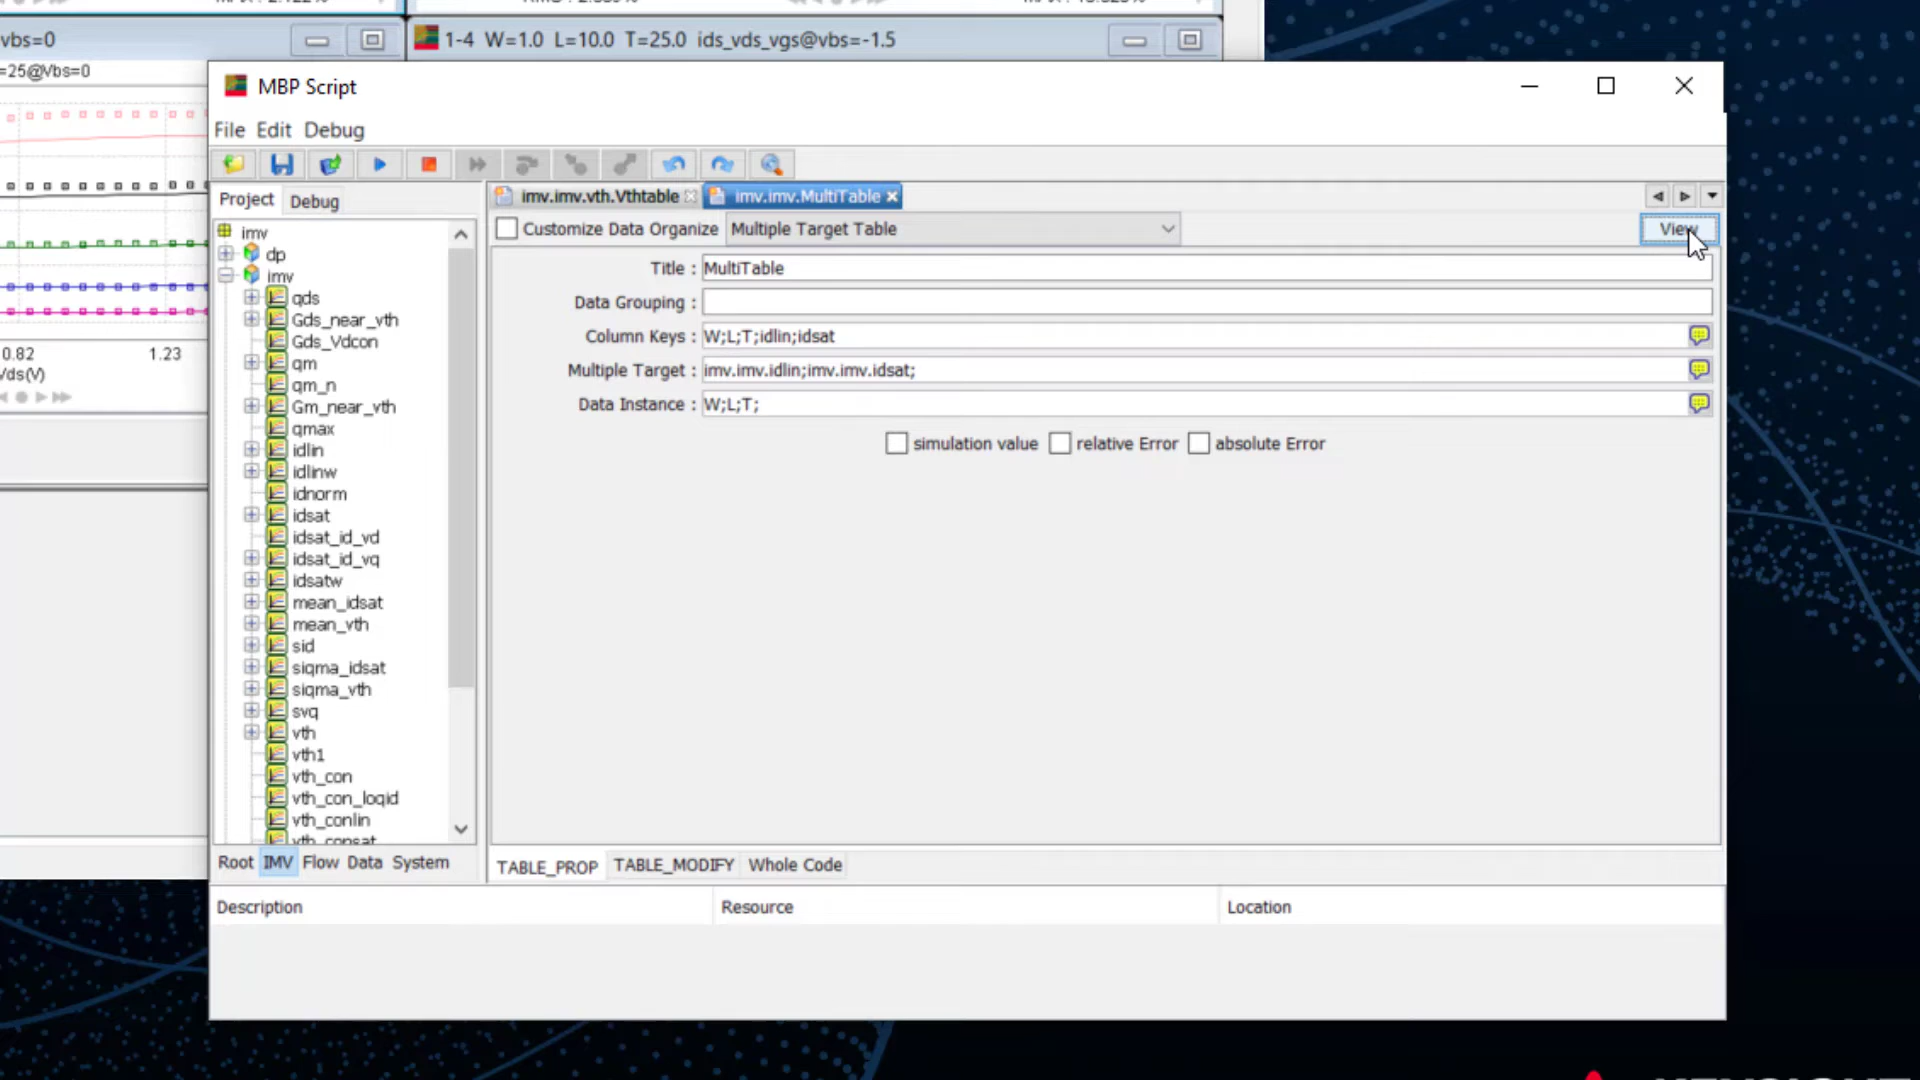 vbs=0
1-4 W=1.0 L=10.0 T=25.0 ids_vds_vgs@vbs=-1.5
=25@Vbs=0
0.82 1.23
Vds(V)
MBP Script
File Edit Debug
Project Debug
imv.imv.vth.Vthtable
imv.imv.MultiTable
Customize Data Organize
Multiple Target Table
View
Title : MultiTable
Data Grouping :
Column Keys : W;L;T;idlin;idsat
Multiple Target : imv.imv.idlin;imv.imv.idsat;
Data Instance : W;L;T;
simulation value relative Error absolute Error
imv
dp
imv
gds
Gds_near_vth
Gds_Vdcon
gm
gm_n
Gm_near_vth
gmax
idlin
idlinw
idnorm
idsat
idsat_id_vd
idsat_id_vg
idsatw
mean_idsat
mean_vth
sid
sigma_idsat
sigma_vth
svg
vth
vth1
vth_con
vth_con_logid
vth_conlin
vth_consat
Root IMV Flow Data System
TABLE_PROP TABLE_MODIFY Whole Code
Description Resource Location